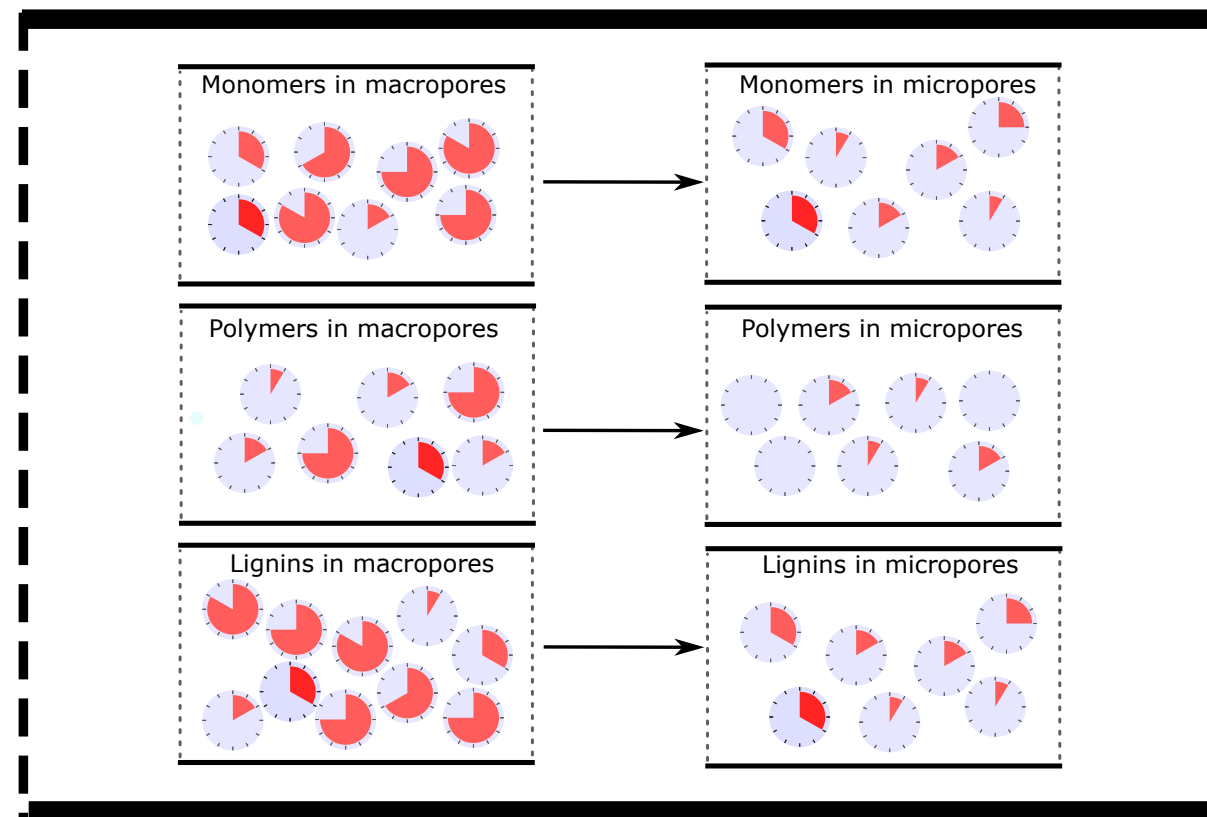 Monomers in macropores
Monomers in micropores
Polymers in macropores
Polymers in micropores
Lignins in macropores
Lignins in micropores